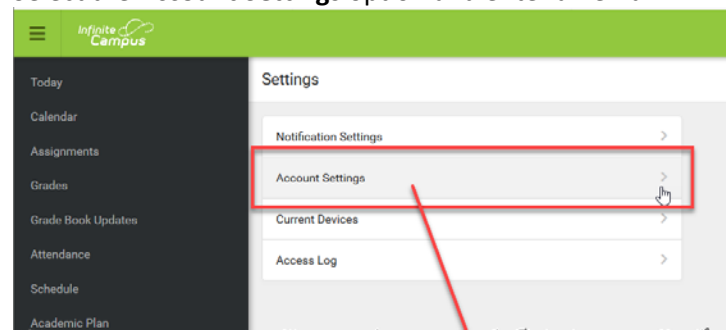 Infinite
Campus
Today
Calendar
Assignments
Grades
Grade Book Updates
Attendance
Schedule
Academic Plan
Settings
Notification Settings
Account Settings
Current Devices
Access Log